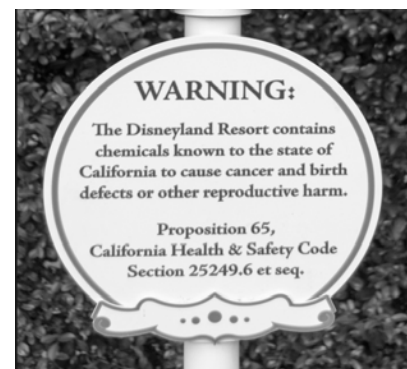 WARNING:
The Disneyland Resort contains
chemicals known to the state of
California to cause cancer and birth
defects or other reproductive harm.
Proposition 65,
California Health & Safety Code
Section 25249.6 et seq.